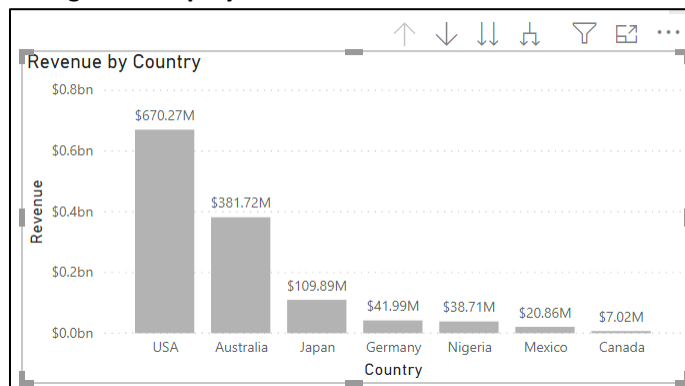 Revenue by Country
$0.8bn
$670.27M
$0.6bn
$381.72M
$0.4bn
Revenue
$0.2bn
$109.89M
$41.99M
$38.71M
$20.86M
$7.02M
$0.0bn
USA Australia Japan Germany Nigeria Mexico Canada
Country